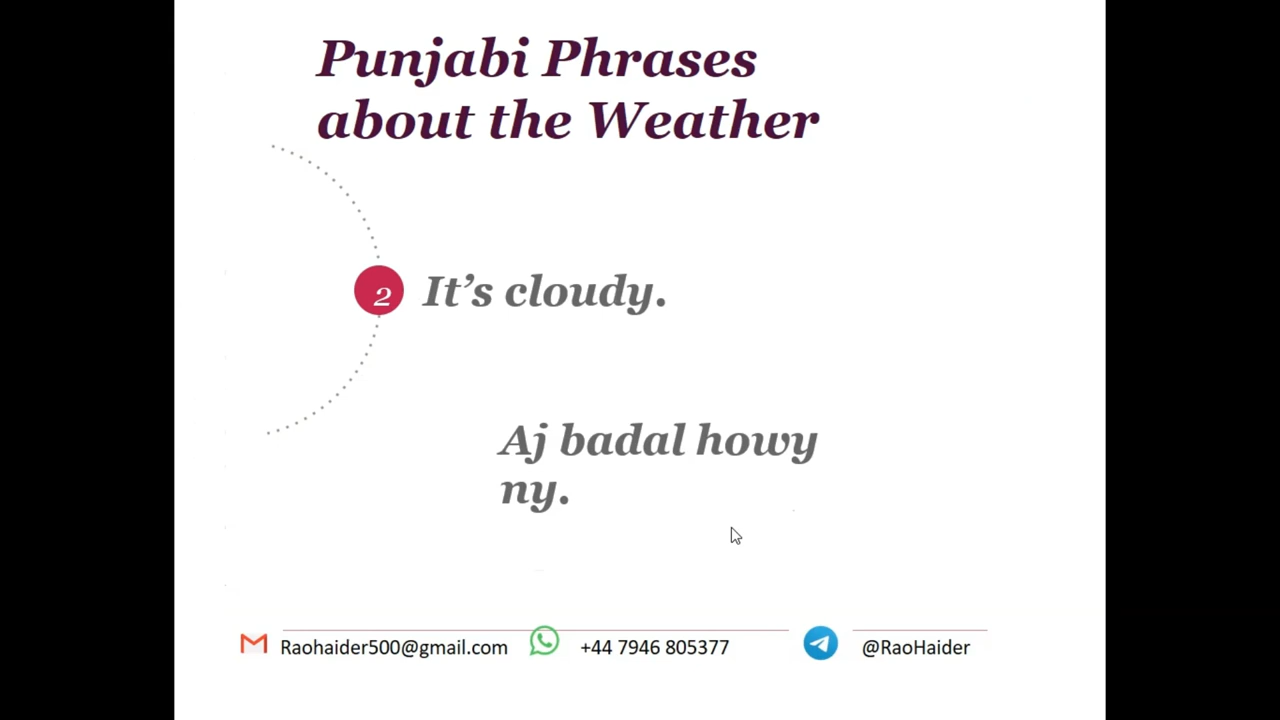 Punjabi Phrases
about the Weather
2
It’s cloudy.
Aj badal howy
ny.
Raohaider500@gmail.com
+44 7946 805377
@RaoHaider